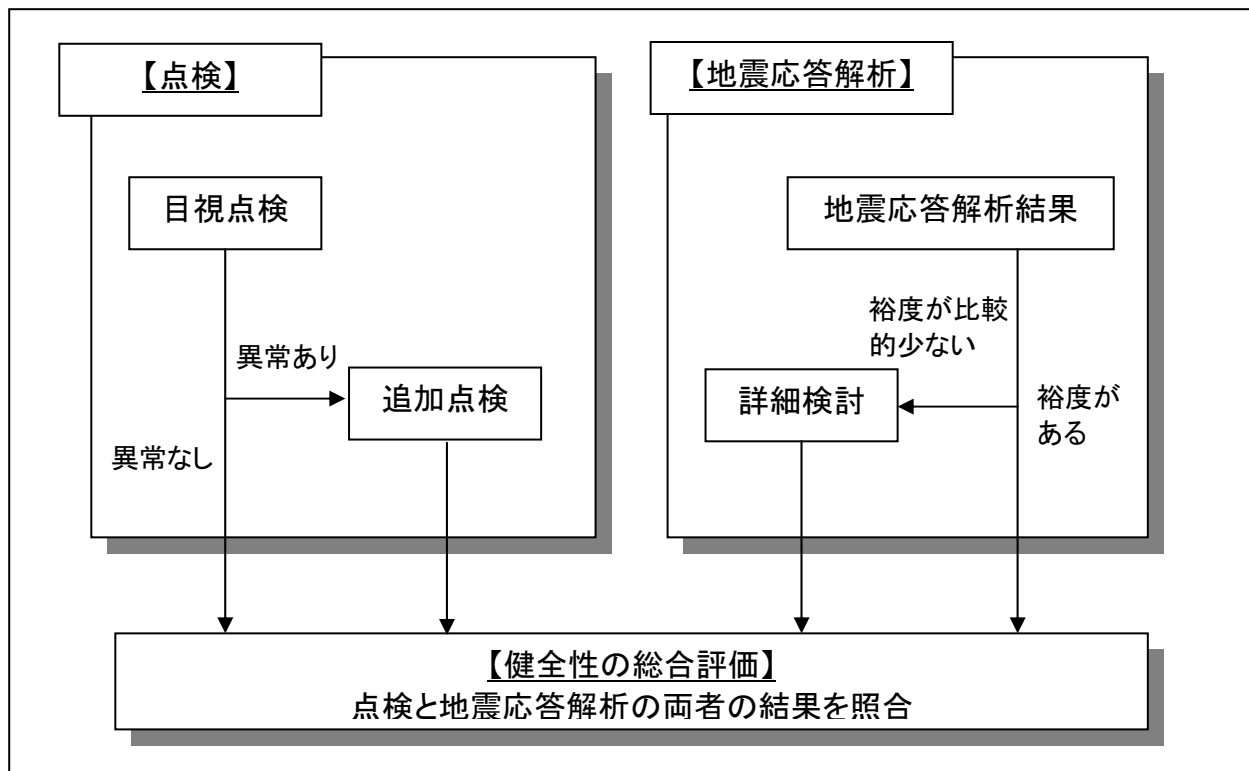 【点検】
目視点検
異常あり
追加点検
異常なし
【地震応答解析】
地震応答解析結果
裕度が比較
的少ない
詳細検討
裕度が
ある
【健全性の総合評価】
点検と地震応答解析の両者の結果を照合